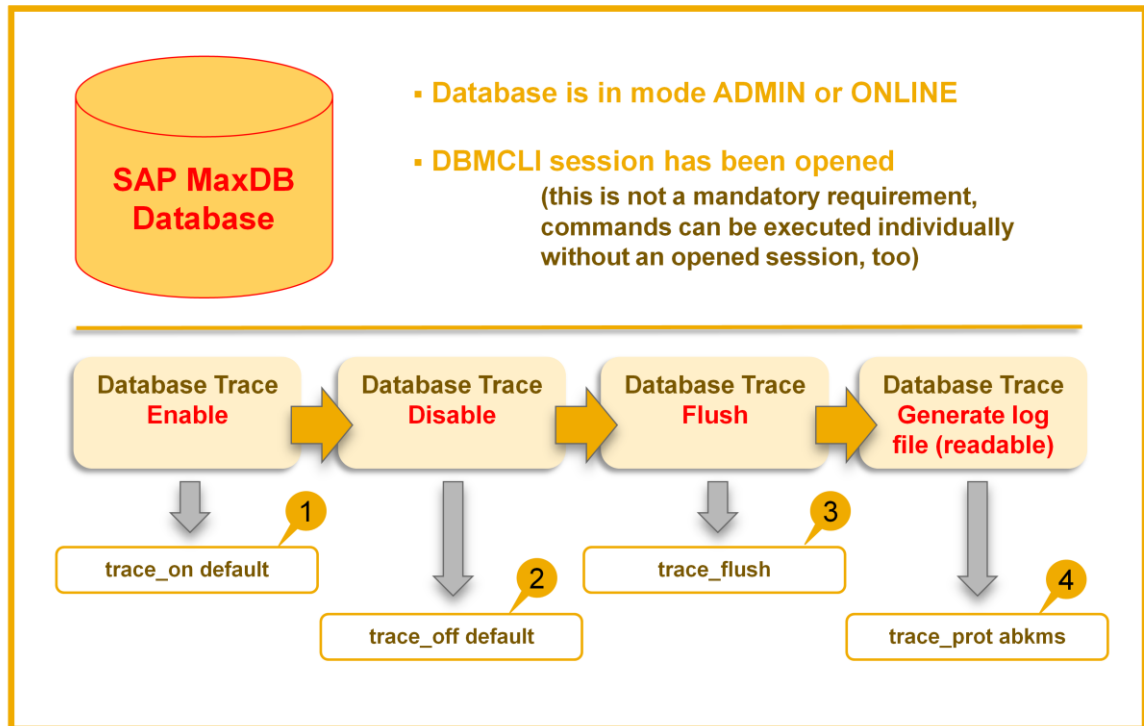 SAP MaxDB
Database
▪ Database is in mode ADMIN or ONLINE
▪ DBMCLI session has been opened
(this is not a mandatory requirement,
commands can be executed individually
without an opened session, too)
Database Trace
Enable
Database Trace
Disable
Database Trace
Flush
Database Trace
Generate log
file (readable)
1
trace_on default
2
trace_off default
3
trace_flush
4
trace_prot abkms